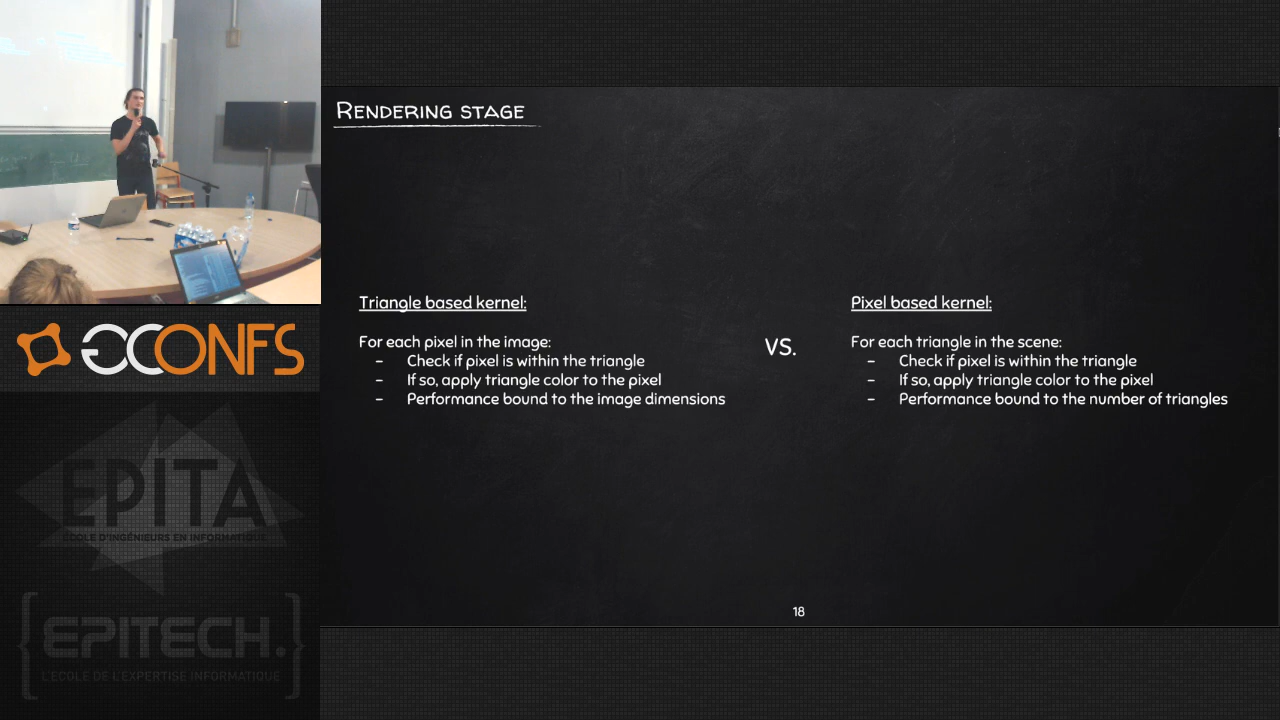 Rendering stage
Triangle based kernel:
For each pixel in the image:
- Check if pixel is within the triangle
- If so, apply triangle color to the pixel
- Performance bound to the image dimensions
VS.
Pixel based kernel:
For each triangle in the scene:
- Check if pixel is within the triangle
- If so, apply triangle color to the pixel
- Performance bound to the number of triangles
18
GCONFS
EPITA
ÉCOLE D'INGÉNIEURS EN INFORMATIQUE
{EPITECH.}
L'ECOLE DE L'EXPERTISE INFORMATIQUE